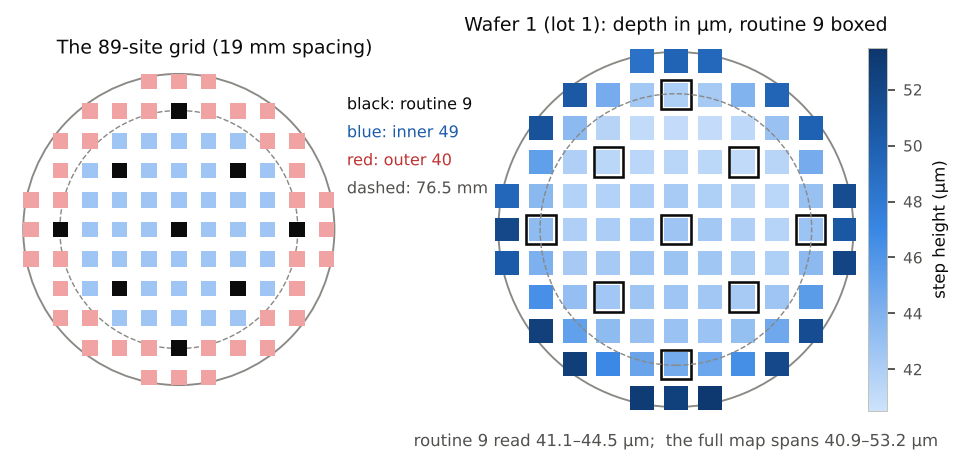 The 89-site grid (19 mm spacing)
black: routine 9
blue: inner 49
red: outer 40
dashed: 76.5 mm
Wafer 1 (lot 1): depth in μm, routine 9 boxed
52
50
48
46
44
42
step height (μm)
routine 9 read 41.1–44.5 μm;  the full map spans 40.9–53.2 μm